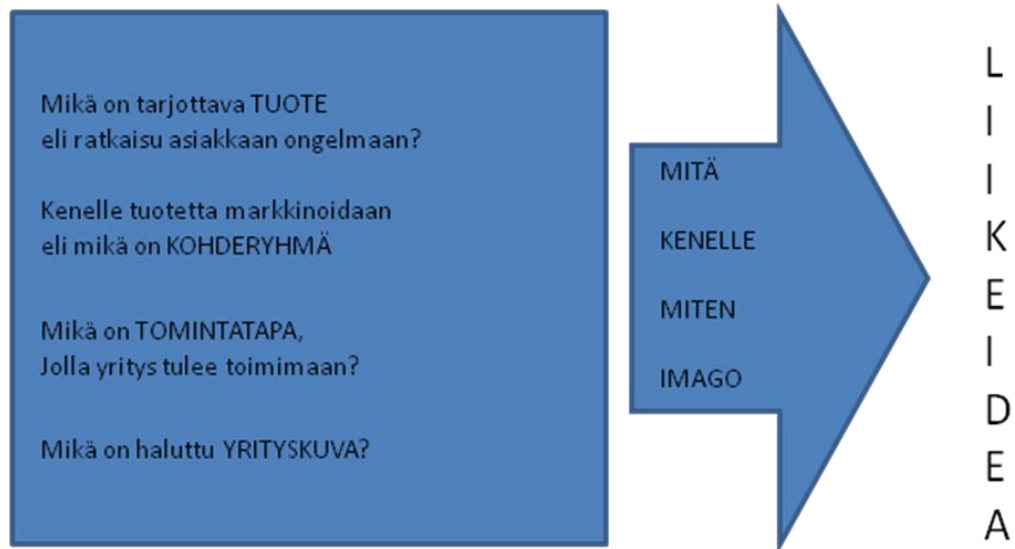 Mikä on tarjottava TUOTE
eli ratkaisu asiakkaan ongelmaan?
Kenelle tuotetta markkinoidaan
eli mikä on KOHDERYHMÄ
Mikä on TOMINTATAPA,
Jolla yritys tulee toimimaan?
Mikä on haluttu YRITYSKUVA?
MITÄ
KENELLE
MITEN
IMAGO
L
I
I
K
E
I
D
E
A